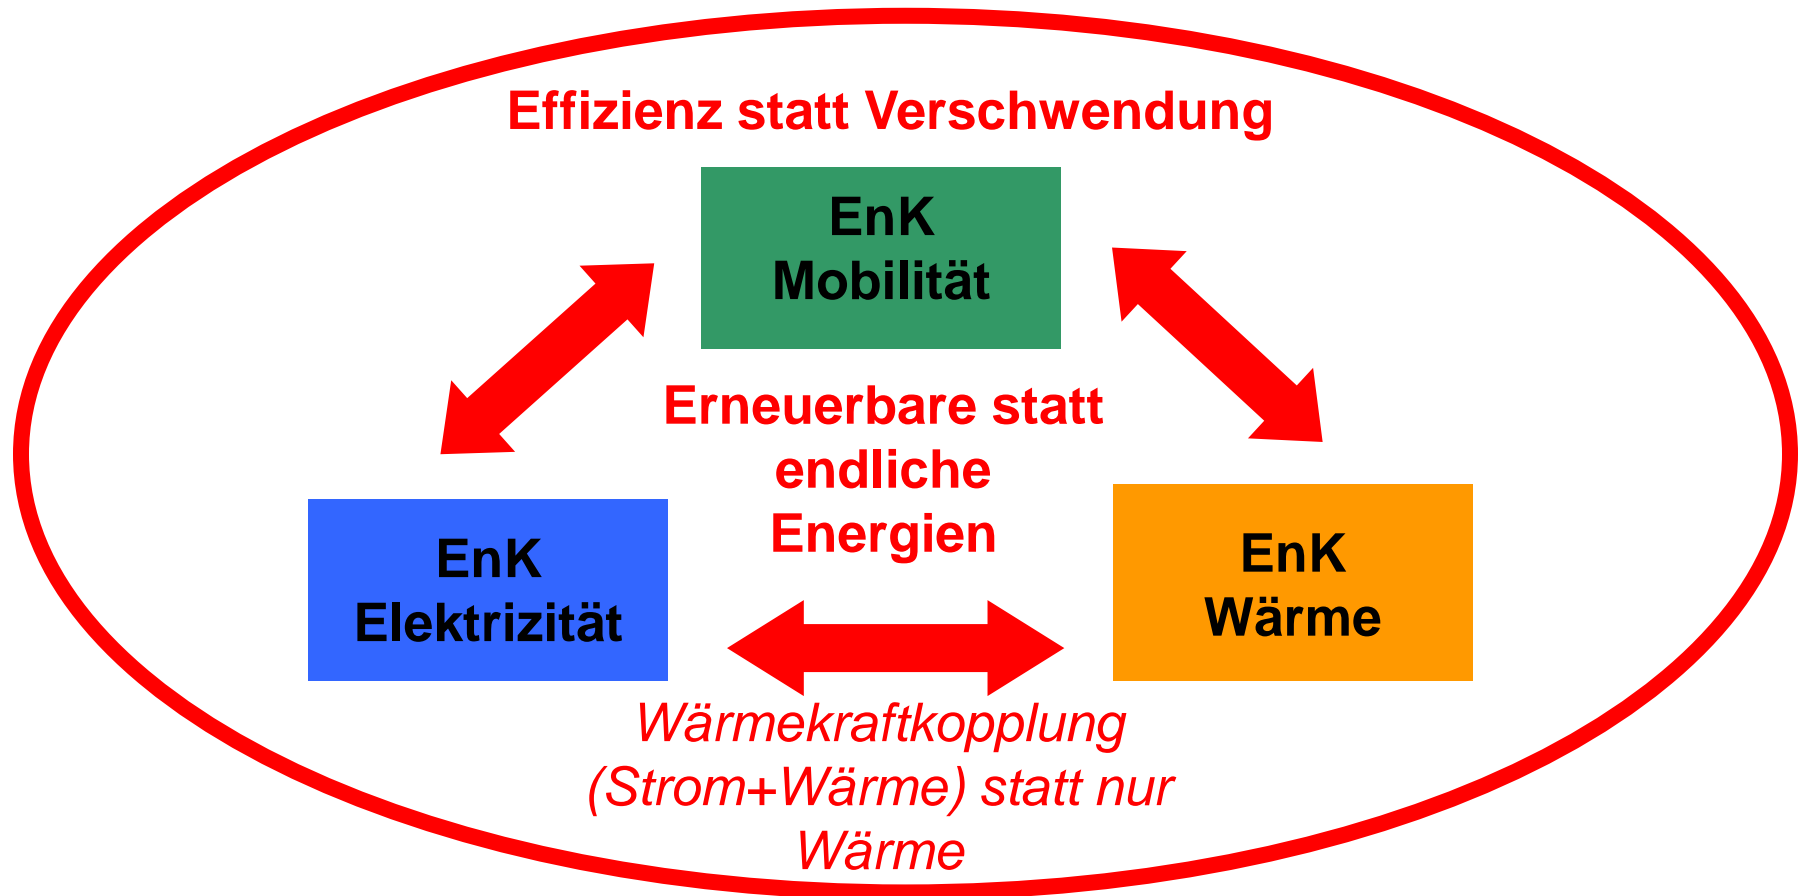 Effizienz statt Verschwendung
EnK
Mobilität
Erneuerbare statt
endliche
Energien
EnK
Elektrizität
EnK
Wärme
Wärmekraftkopplung
(Strom+Wärme) statt nur
Wärme